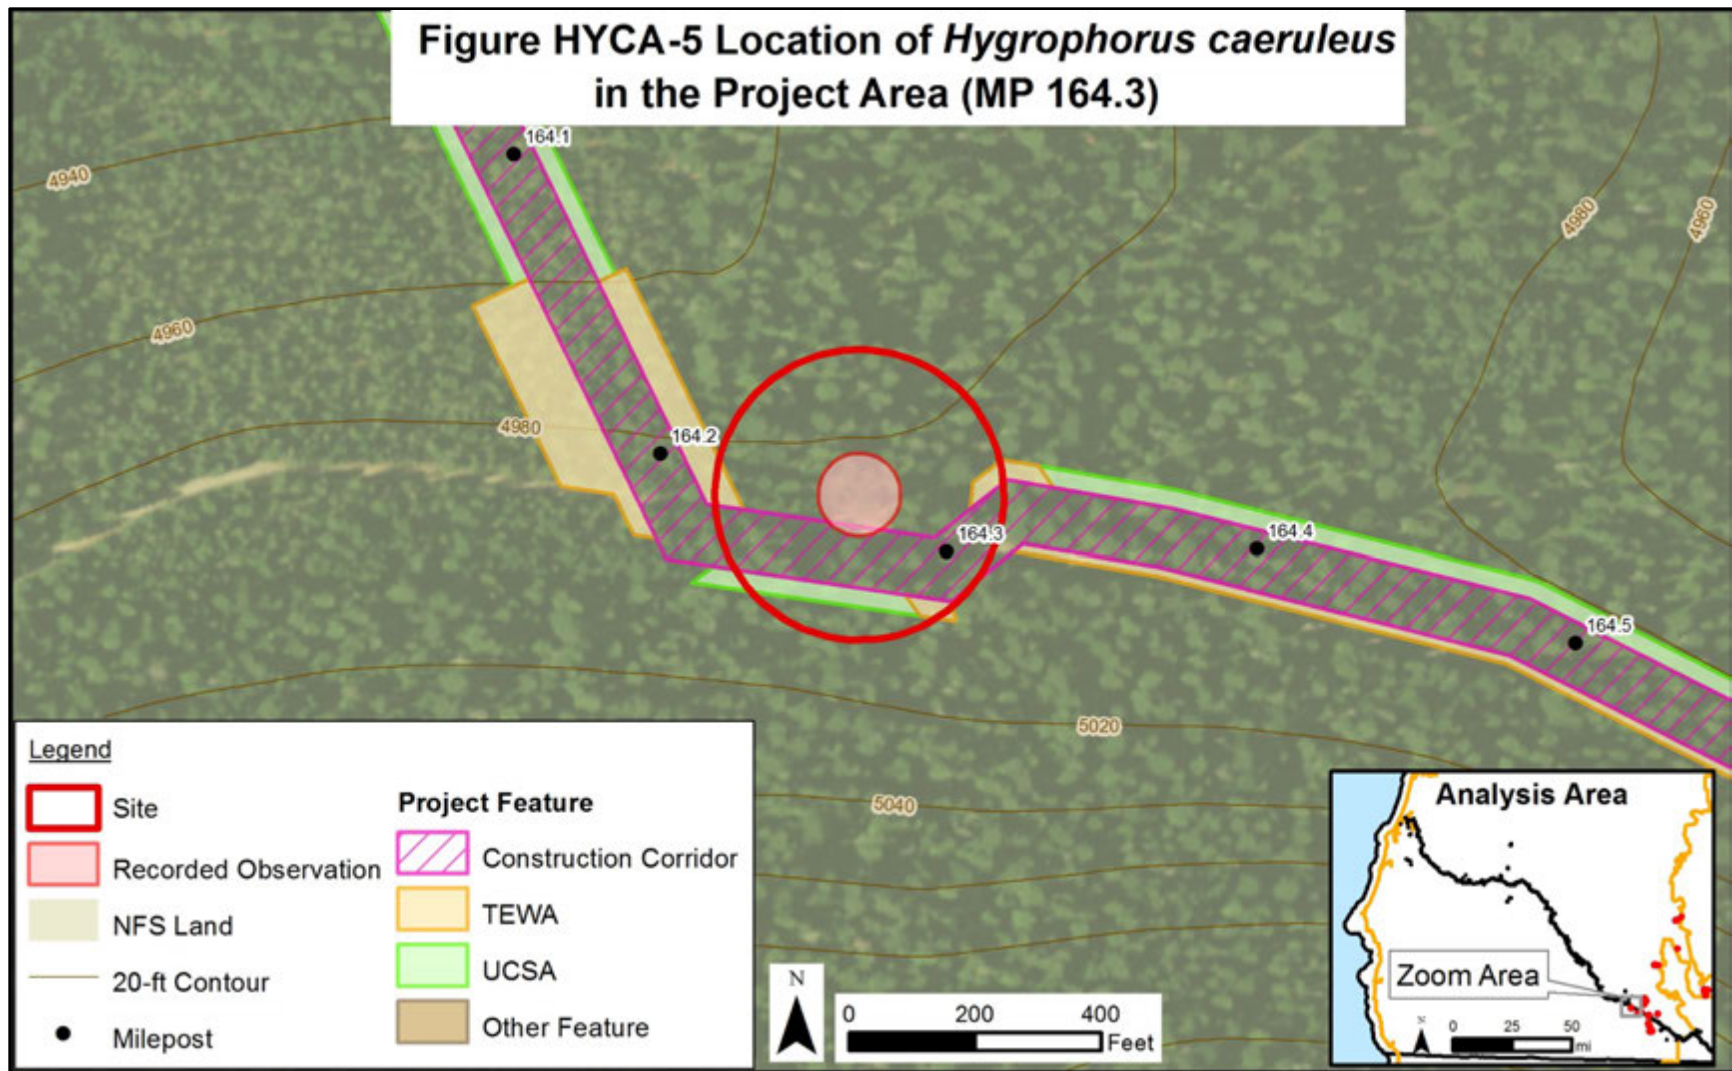 Figure HYCA-5 Location of Hygrophorus caeruleus
in the Project Area (MP 164.3)
164.1
4940
4980
4960
4960
4980
164.2
164.3
164.4
164.5
5020
5040
Legend
Site
Recorded Observation
NFS Land
20-ft Contour
Milepost
Project Feature
Construction Corridor
TEWA
UCSA
Other Feature
N
0 200 400
Feet
Analysis Area
Zoom Area
N
0 25 50
mi